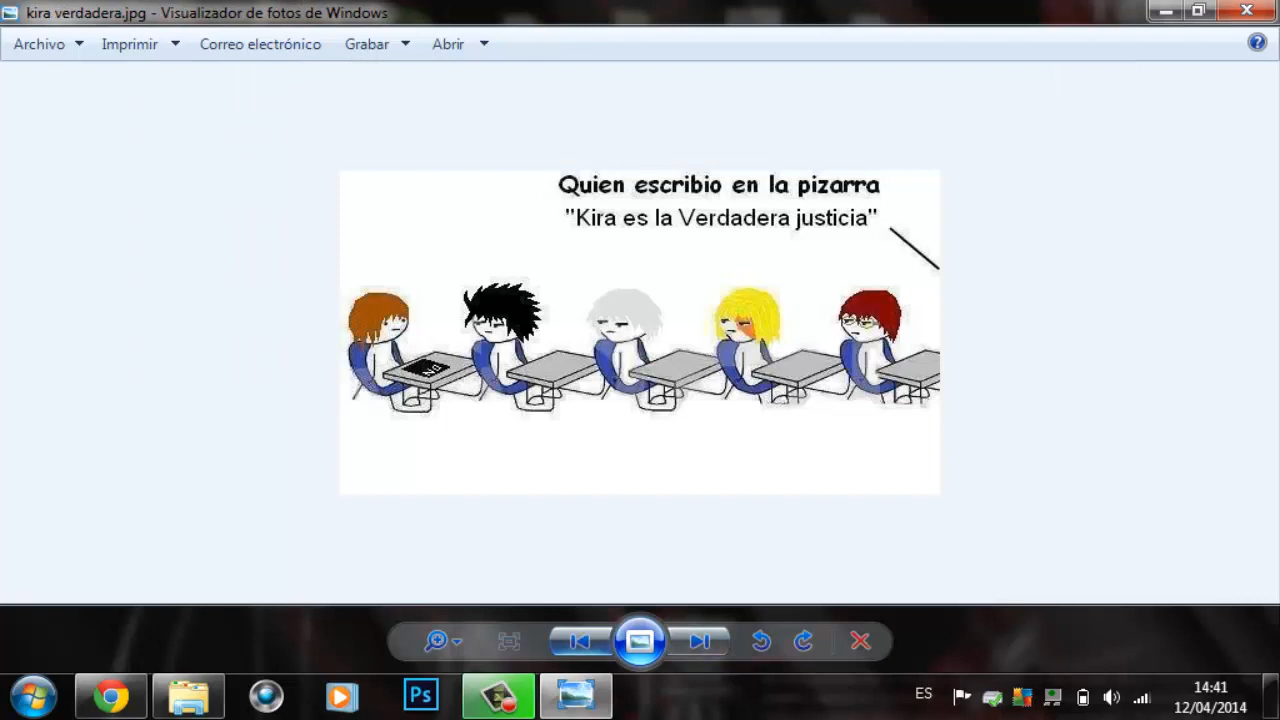 kira verdadera.jpg - Visualizador de fotos de Windows
Archivo Imprimir Correo electrónico Grabar Abrir
Quien escribio en la pizarra
"Kira es la Verdadera justicia"
Ps
ES
14:41
12/04/2014